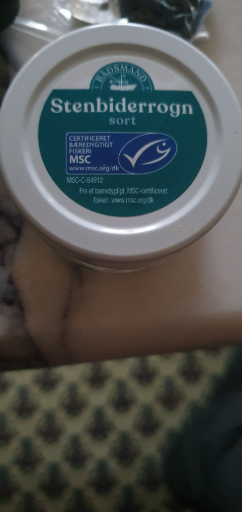 BÅDSMAND
Stenbiderrogn
sort
CERTIFICERET
BÆREDYGTIGT
FISKERI
MSC
www.msc.org/dk
MSC-C-54912
Fra et bæredygtigt, MSC-certificeret
fiskeri. www.msc.org/dk